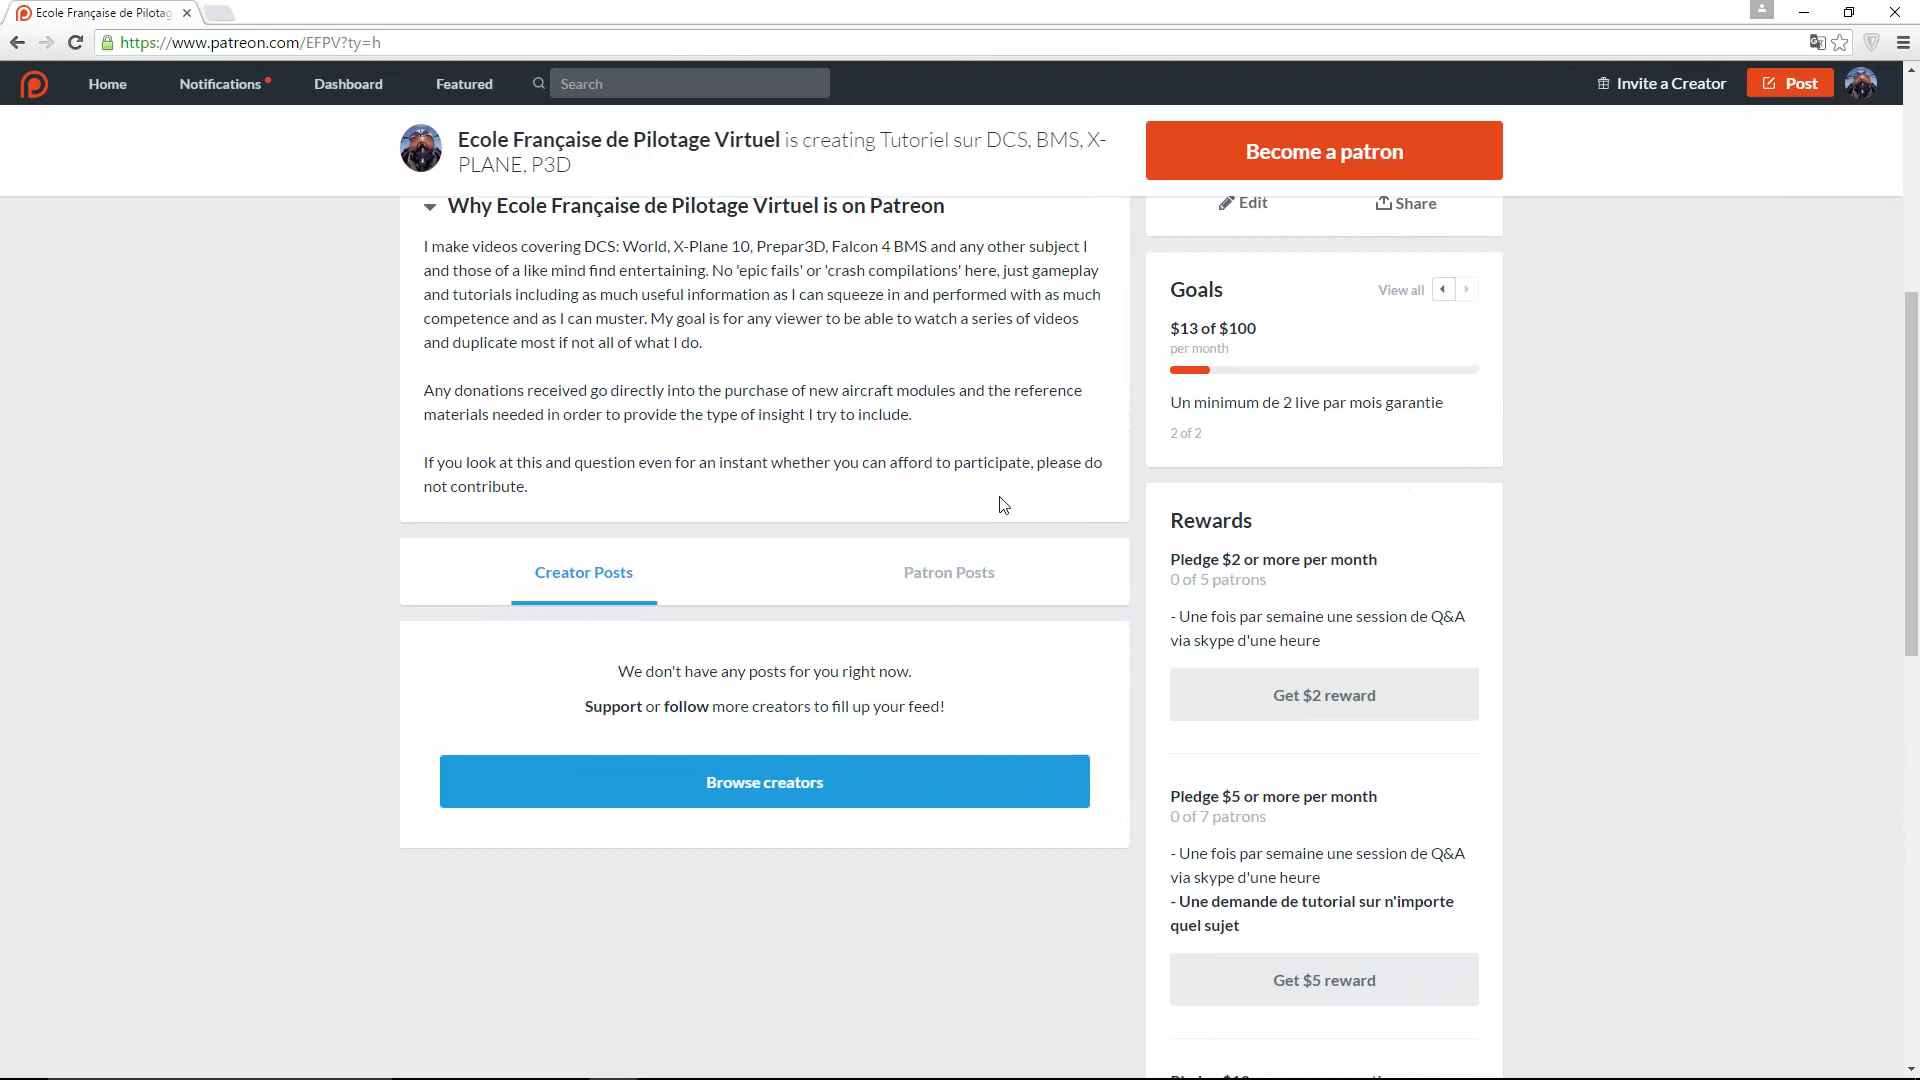 Ecole Française de Pilotag
https://www.patreon.com/EFPV?ty=h
Home Notifications Dashboard Featured Search Invite a Creator Post
Ecole Française de Pilotage Virtuel is creating Tutoriel sur DCS, BMS, X-
PLANE, P3D
Become a patron
Why Ecole Française de Pilotage Virtuel is on Patreon
I make videos covering DCS: World, X-Plane 10, Prepar3D, Falcon 4 BMS and any other subject I
and those of a like mind find entertaining. No 'epic fails' or 'crash compilations' here, just gameplay
and tutorials including as much useful information as I can squeeze in and performed with as much
competence and as I can muster. My goal is for any viewer to be able to watch a series of videos
and duplicate most if not all of what I do.
Any donations received go directly into the purchase of new aircraft modules and the reference
materials needed in order to provide the type of insight I try to include.
If you look at this and question even for an instant whether you can afford to participate, please do
not contribute.
Creator Posts Patron Posts
We don't have any posts for you right now.
Support or follow more creators to fill up your feed!
Browse creators
Edit Share
Goals View all
$13 of $100
per month
Un minimum de 2 live par mois garantie
2 of 2
Rewards
Pledge $2 or more per month
0 of 5 patrons
- Une fois par semaine une session de Q&A
via skype d'une heure
Get $2 reward
Pledge $5 or more per month
0 of 7 patrons
- Une fois par semaine une session de Q&A
via skype d'une heure
- Une demande de tutorial sur n'importe
quel sujet
Get $5 reward